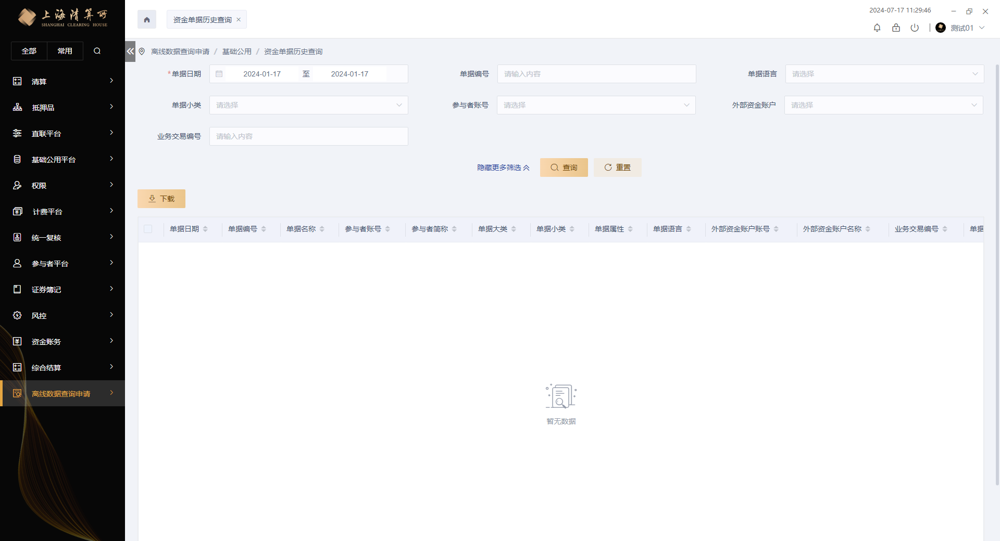 上海清算所
SHANGHAI CLEARING HOUSE
资金单据历史查询
2024-07-17 11:29:46
测试01
全部 常用
清算
抵押品
直联平台
基础公用平台
权限
计费平台
统一复核
参与者平台
证券簿记
风控
资金账务
综合结算
离线数据查询申请
离线数据查询申请 / 基础公用 / 资金单据历史查询
*单据日期 2024-01-17 至 2024-01-17 单据编号 请输入内容 单据语言 请选择
单据小类 请选择 参与者账号 请选择 外部资金账户 请选择
业务交易编号 请输入内容
隐藏更多筛选 查询 重置
下载
单据日期 单据编号 单据名称 参与者账号 参与者简称 单据大类 单据小类 单据属性 单据语言 外部资金账户账号 外部资金账户名称 业务交易编号 单据
暂无数据